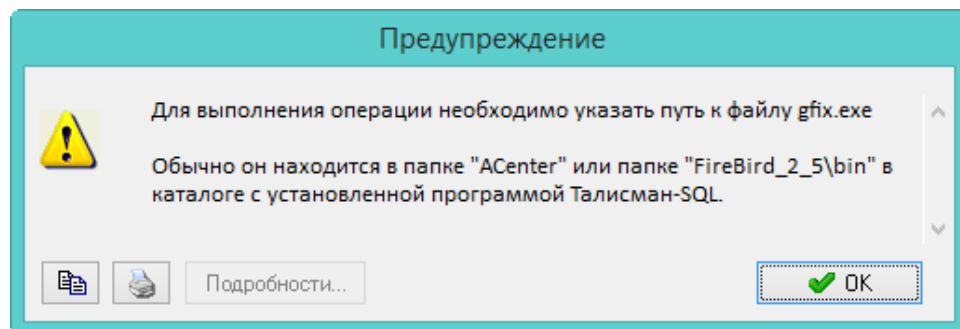 Предупреждение
Для выполнения операции необходимо указать путь к файлу gfix.exe
Обычно он находится в папке "ACenter" или папке "FireBird_2_5\bin" в
каталоге с установленной программой Талисман-SQL.
Подробности...
OK